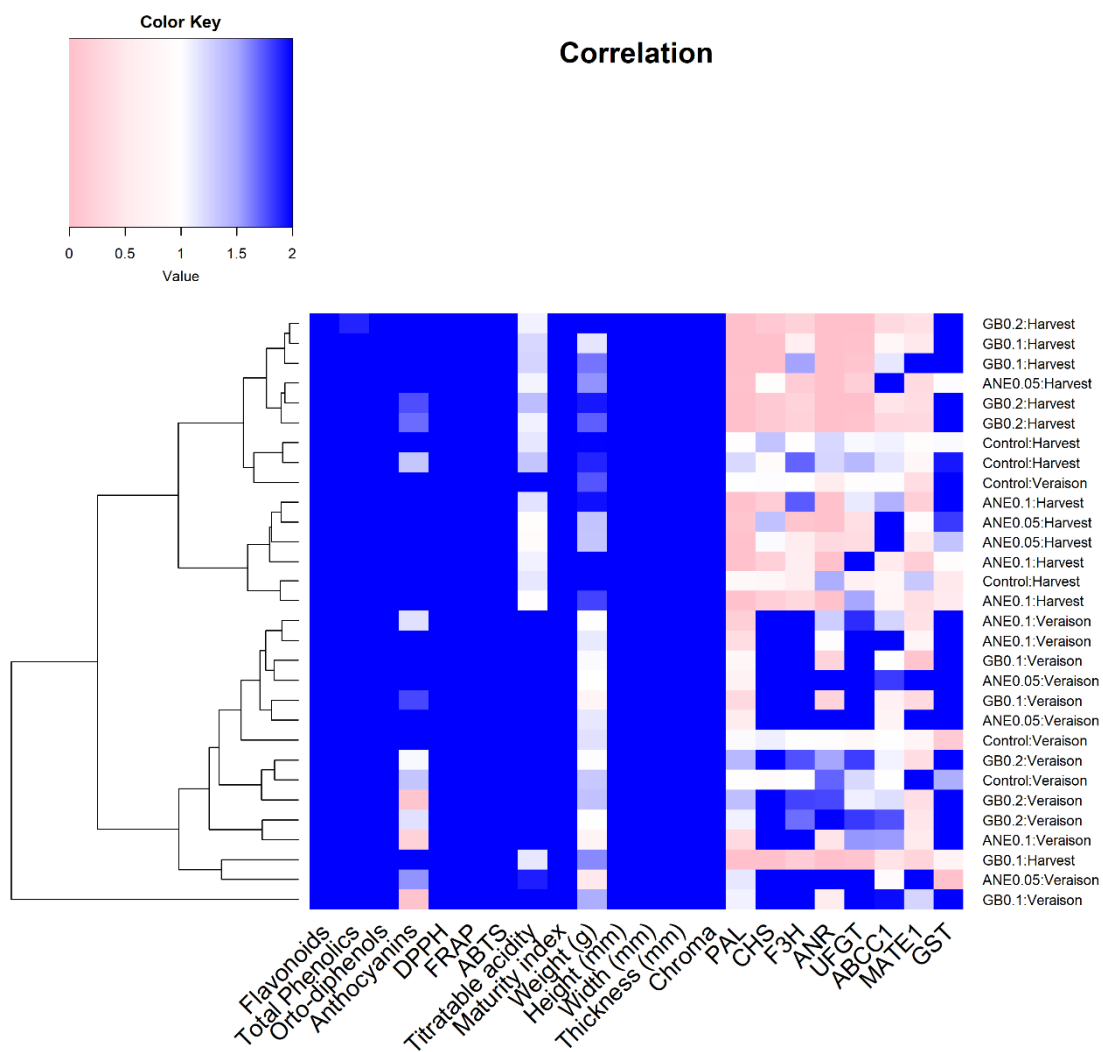 Color Key
Correlation
0 0.5 1 1.5 2
Value
GB0.2:Harvest
GB0.1:Harvest
GB0.1:Harvest
ANE0.05:Harvest
GB0.2:Harvest
GB0.2:Harvest
Control:Harvest
Control:Harvest
Control:Veraison
ANE0.1:Harvest
ANE0.05:Harvest
ANE0.05:Harvest
ANE0.1:Harvest
Control:Harvest
ANE0.1:Harvest
ANE0.1:Veraison
ANE0.1:Veraison
GB0.1:Veraison
ANE0.05:Veraison
GB0.1:Veraison
ANE0.05:Veraison
Control:Veraison
GB0.2:Veraison
Control:Veraison
GB0.2:Veraison
GB0.2:Veraison
ANE0.1:Veraison
GB0.1:Harvest
ANE0.05:Veraison
GB0.1:Veraison
Flavonoids
Total Phenolics
Orto-diphenols
Anthocyanins
DPPH
FRAP
ABTS
Titratable acidity
Maturity index
Weight (g)
Height (mm)
Width (mm)
Thickness (mm)
Chroma
PAL
CHS
F3H
ANR
UFGT
ABCC1
MATE1
GST